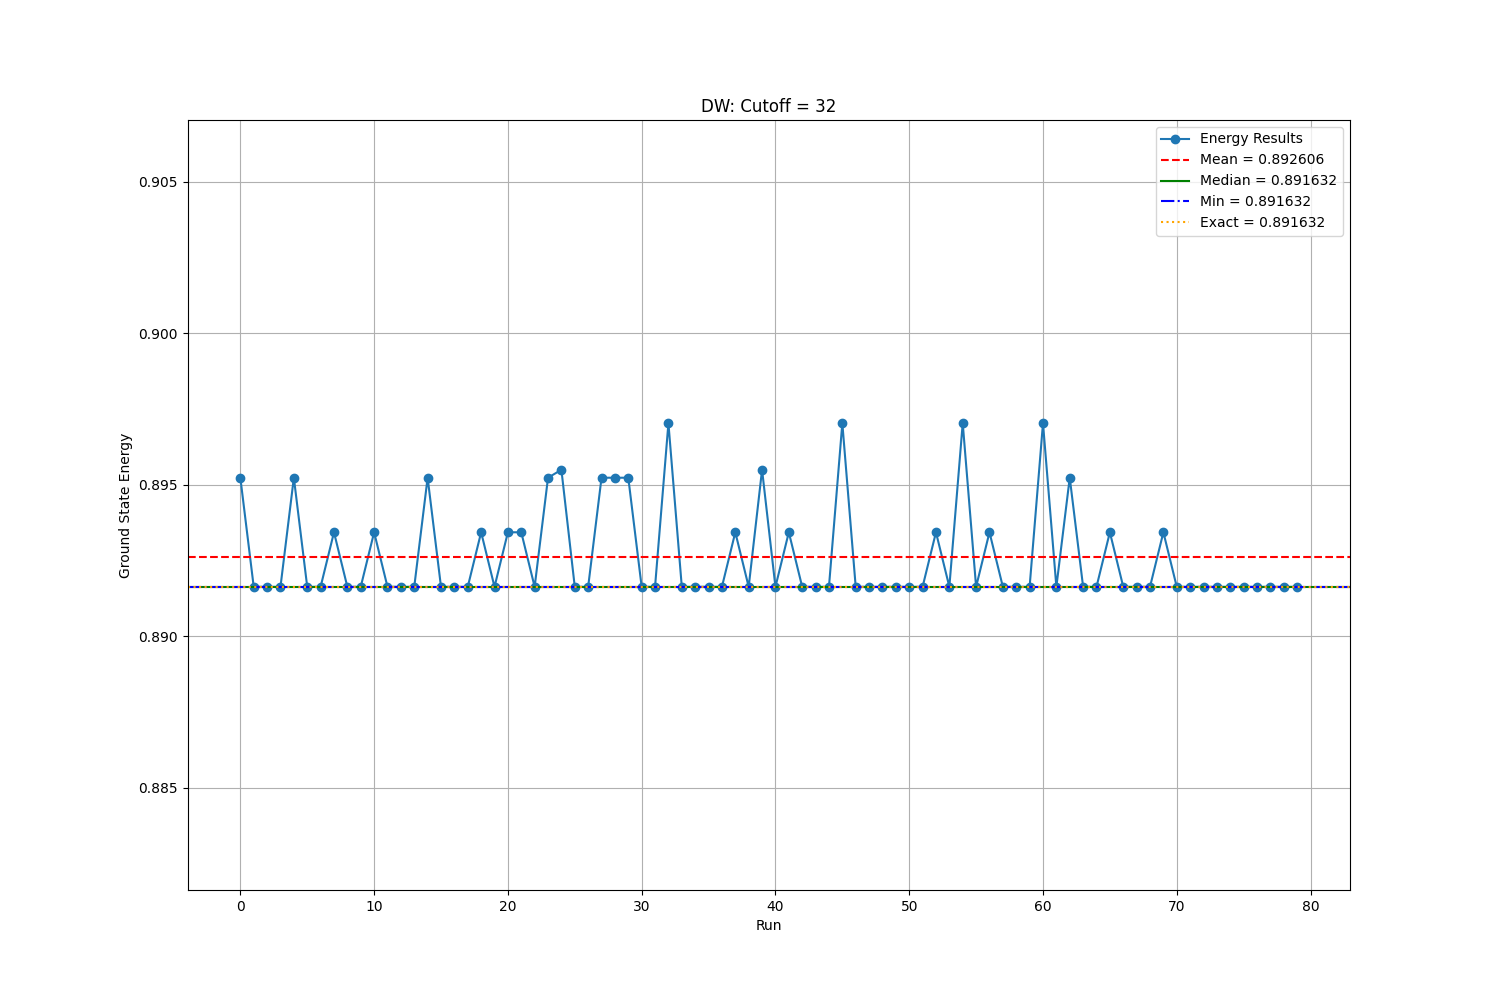 DW: Cutoff = 32
Energy Results
Mean = 0.892606
Median = 0.891632
Min = 0.891632
Exact = 0.891632
Ground State Energy
0.905
0.900
0.895
0.890
0.885
0 10 20 30 40 50 60 70 80
Run